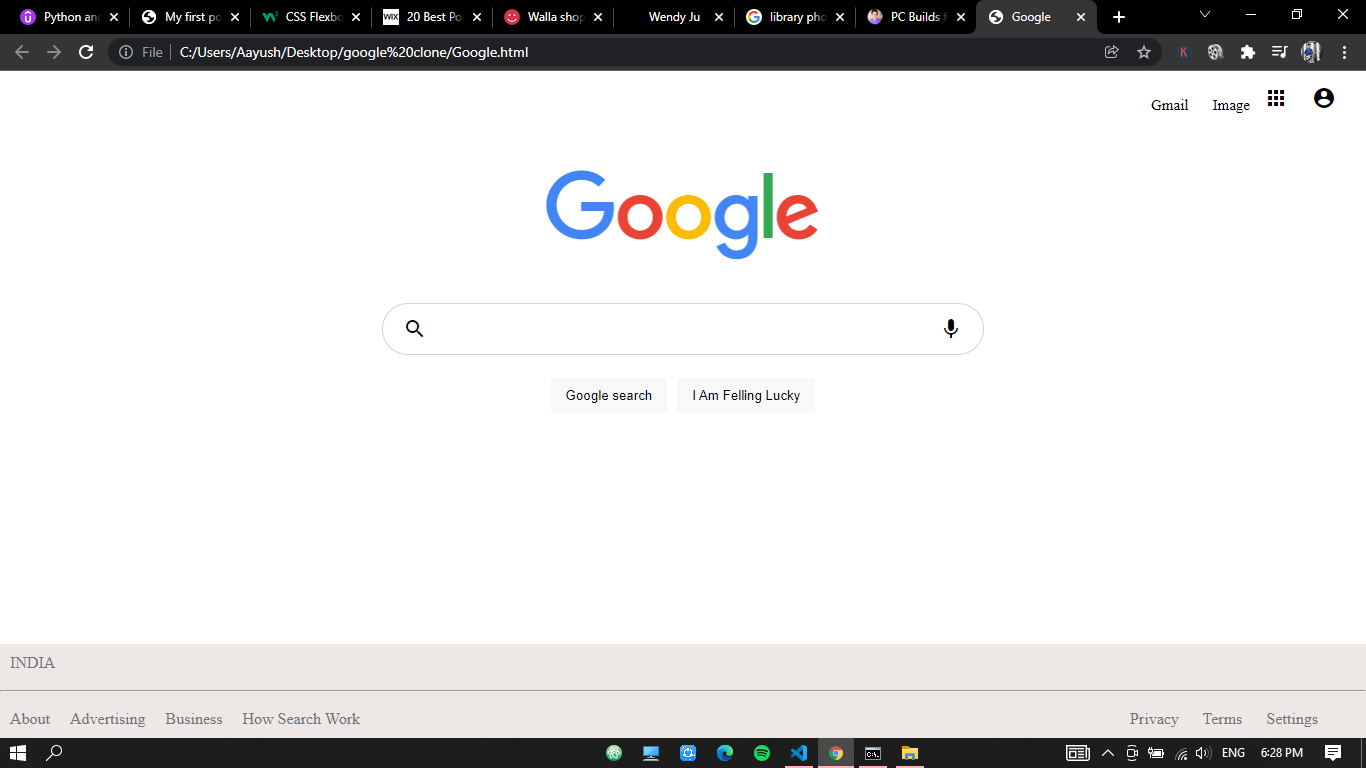 Python an
My first po
CSS Flexbo
WIX 20 Best Po
Walla shop
Wendy Ju
library pho
PC Builds f
Google
File C:/Users/Aayush/Desktop/google%20clone/Google.html
K
Gmail Image
Google
Google search I Am Felling Lucky
INDIA
About Advertising Business How Search Work Privacy Terms Settings
ENG 6:28 PM